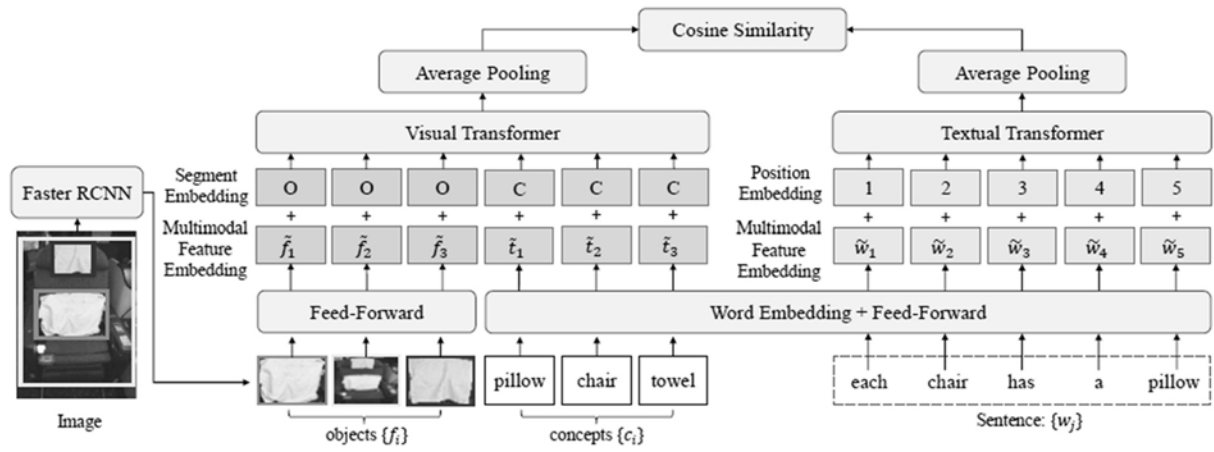 Cosine Similarity
Average Pooling
Average Pooling
Visual Transformer
Textual Transformer
Faster RCNN
Segment
Embedding
O O O C C C
Position
Embedding
1 2 3 4 5
+ + + + + +
+ + + + +
Multimodal
Feature
Embedding
f̃₁ f̃₂ f̃₃ t̃₁ t̃₂ t̃₃
Multimodal
Feature
Embedding
w̃₁ w̃₂ w̃₃ w̃₄ w̃₅
Feed-Forward
Word Embedding + Feed-Forward
pillow chair towel
each chair has a pillow
Image
objects {fᵢ}
concepts {cᵢ}
Sentence: {wⱼ}